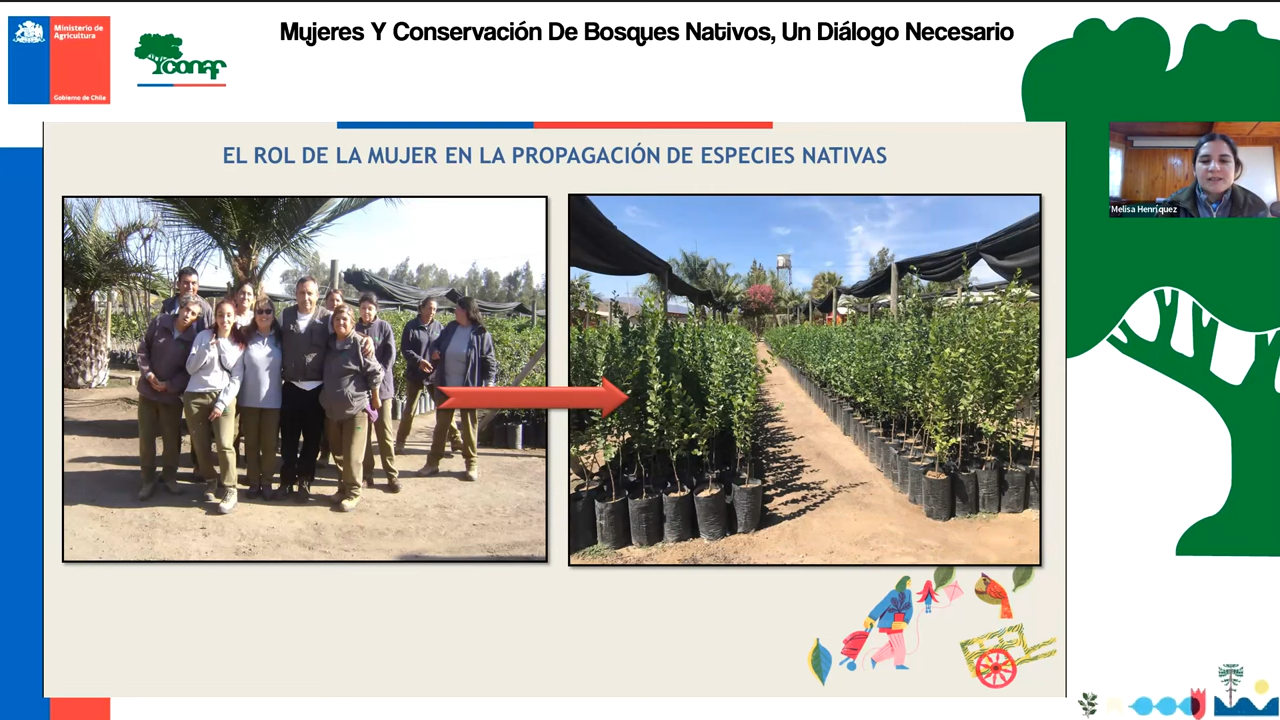 Mujeres Y Conservación De Bosques Nativos, Un Diálogo Necesario
Ministerio de
Agricultura
Gobierno de Chile
conaf
EL ROL DE LA MUJER EN LA PROPAGACIÓN DE ESPECIES NATIVAS
Melisa Henríquez